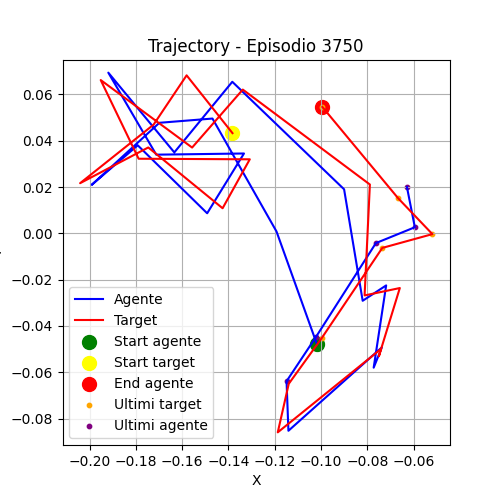 Trajectory - Episodio 3750
0.06
0.04
0.02
0.00
−0.02
−0.04
−0.06
−0.08
Agente
Target
Start agente
Start target
End agente
Ultimi target
Ultimi agente
−0.20 −0.18 −0.16 −0.14 −0.12 −0.10 −0.08 −0.06
X